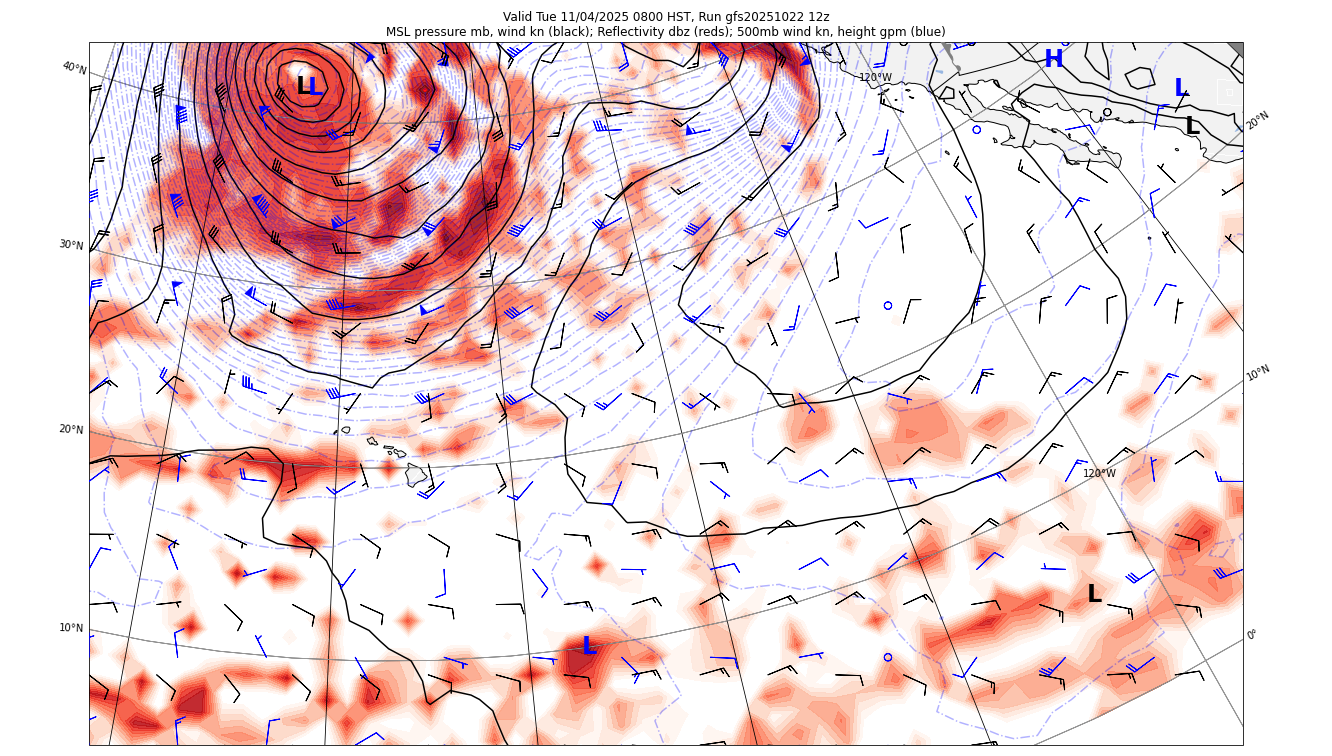 Valid Tue 11/04/2025 0800 HST, Run gfs20251022 12z
MSL pressure mb, wind kn (black); Reflectivity dbz (reds); 500mb wind kn, height gpm (blue)
40°N
120°W
H
L
L
L
L
20°N
30°N
10°N
20°N
120°W
L
10°N
L
0°